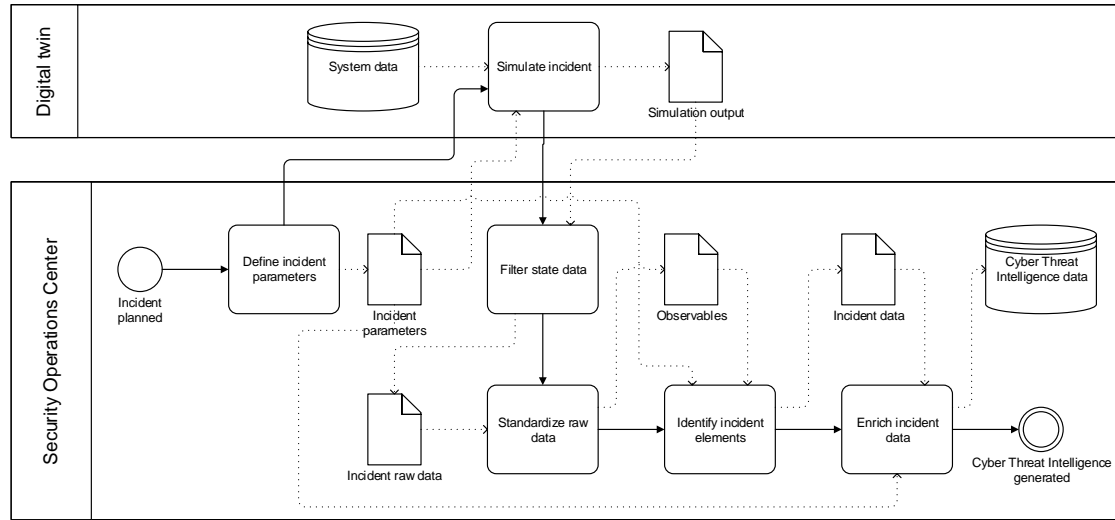 Digital twin
System data
Simulate incident
Simulation output
Security Operations Center
Incident
planned
Define incident
parameters
Incident
parameters
Filter state data
Observables
Incident data
Cyber Threat
Intelligence data
Incident raw data
Standardize raw
data
Identify incident
elements
Enrich incident
data
Cyber Threat Intelligence
generated